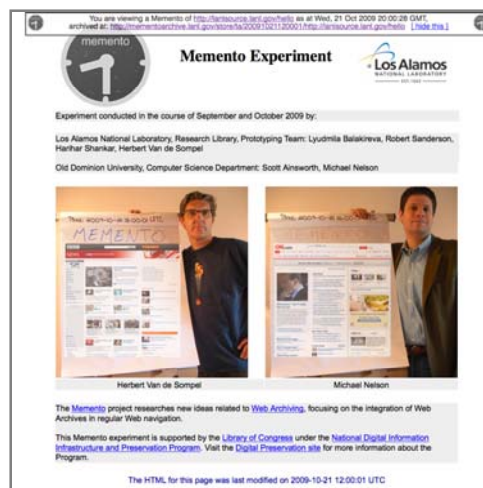 You are viewing a Memento of http://lanlsource.lanl.gov/hello as at Wed, 21 Oct 2009 20:00:28 GMT,
archived at: http://mementoarchive.lanl.gov/store/ta/20091021120001/http://lanlsource.lanl.gov/hello [ hide this ]
memento
Memento Experiment
Los Alamos
NATIONAL LABORATORY
EST. 1943
Experiment conducted in the course of September and October 2009 by:
Los Alamos National Laboratory, Research Library, Prototyping Team: Lyudmila Balakireva, Robert Sanderson,
Harihar Shankar, Herbert Van de Sompel
Old Dominion University, Computer Science Department: Scott Ainsworth, Michael Nelson
MEMENTO
MEMENTO
Herbert Van de Sompel
Michael Nelson
The Memento project researches new ideas related to Web Archiving, focusing on the integration of Web
Archives in regular Web navigation.
This Memento experiment is supported by the Library of Congress under the National Digital Information
Infrastructure and Preservation Program. Visit the Digital Preservation site for more information about the
Program.
The HTML for this page was last modified on 2009-10-21 12:00:01 UTC